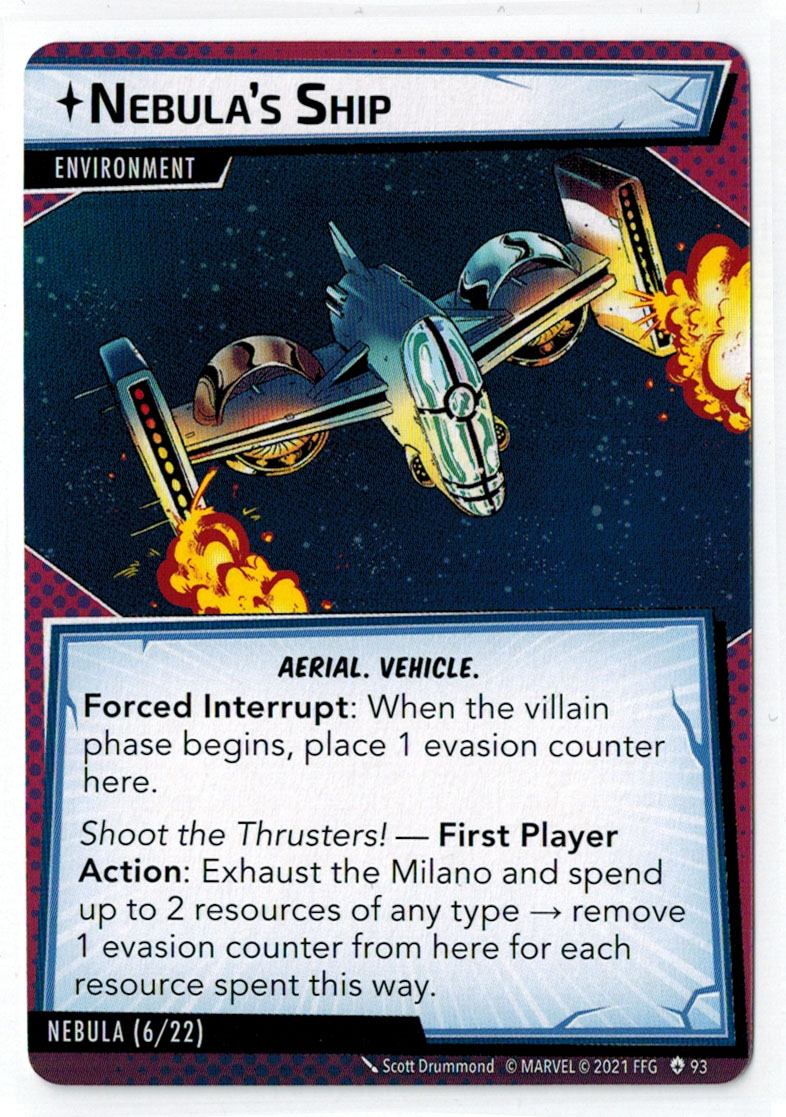 ✦NEBULA'S SHIP
ENVIRONMENT
AERIAL. VEHICLE.
Forced Interrupt: When the villain
phase begins, place 1 evasion counter
here.
Shoot the Thrusters! — First Player
Action: Exhaust the Milano and spend
up to 2 resources of any type → remove
1 evasion counter from here for each
resource spent this way.
NEBULA (6/22)
Scott Drummond © MARVEL © 2021 FFG 93